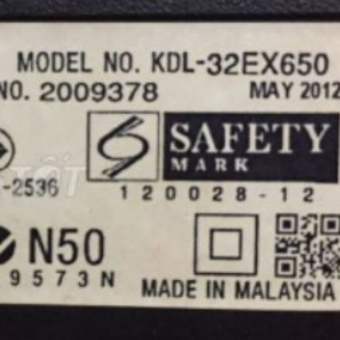 MODEL NO. KDL-32EX650
NO. 2009378 MAY 2012
SAFETY
MARK
-2536
120028-12
N50
9573N
MADE IN MALAYSIA